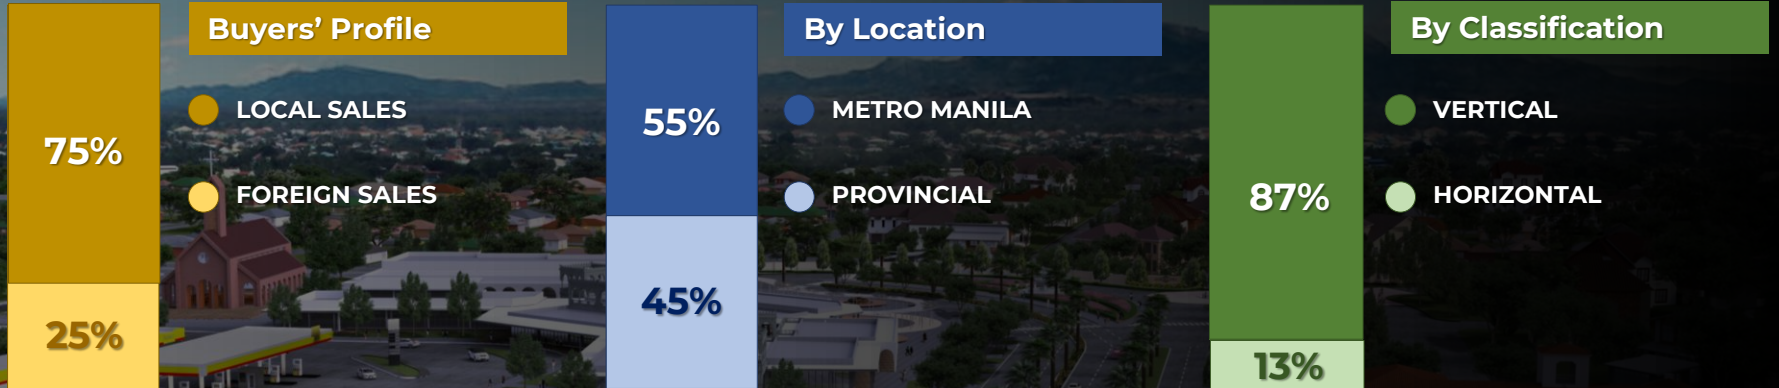 Buyers’ Profile
75%
LOCAL SALES
FOREIGN SALES
25%
By Location
55%
METRO MANILA
PROVINCIAL
45%
By Classification
87%
VERTICAL
HORIZONTAL
13%